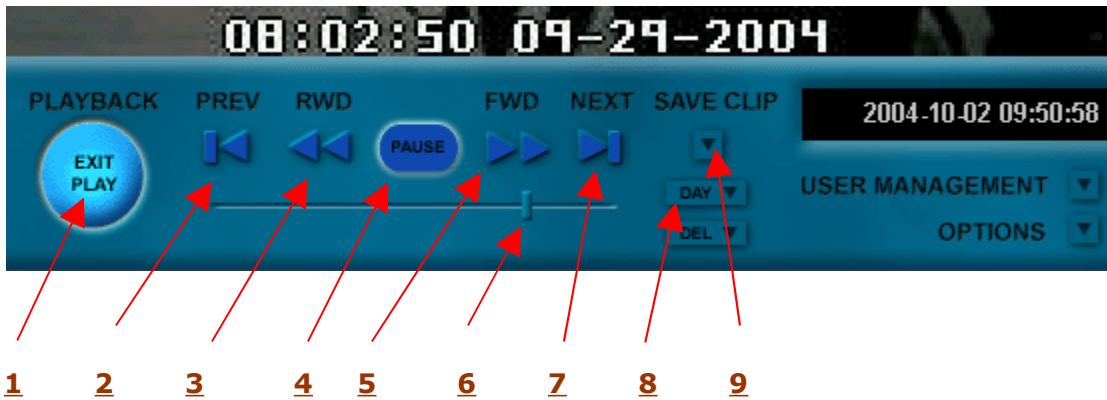 08:02:50 09-29-2004
PLAYBACK PREV RWD FWD NEXT SAVE CLIP
2004-10-02 09:50:58
EXIT
PLAY
PAUSE
DAY
USER MANAGEMENT
DEL
OPTIONS
1 2 3 4 5 6 7 8 9